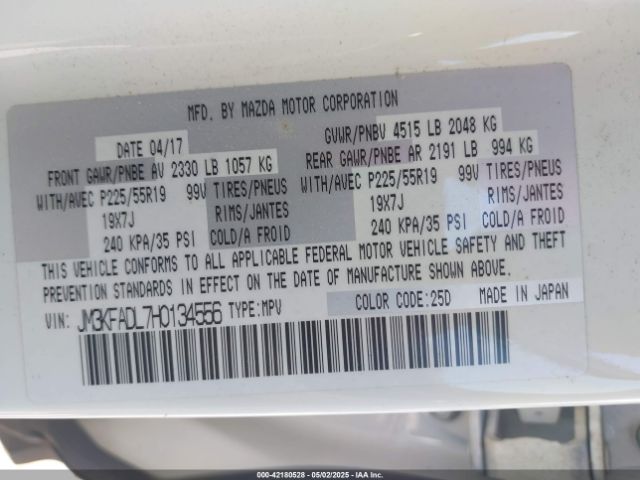 MFD. BY MAZDA MOTOR CORPORATION
DATE 04/17 GVWR/PNBV 4515 LB 2048 KG
FRONT GAWR/PNBE AV 2330 LB 1057 KG REAR GAWR/PNBE AR 2191 LB 994 KG
WITH/AVEC P225/55R19 99V TIRES/PNEUS WITH/AVEC P225/55R19 99V TIRES/PNEUS
19X7J RIMS/JANTES 19X7J RIMS/JANTES
240 KPA/35 PSI COLD/A FROID 240 KPA/35 PSI COLD/A FROID
THIS VEHICLE CONFORMS TO ALL APPLICABLE FEDERAL MOTOR VEHICLE SAFETY AND THEFT
PREVENTION STANDARDS IN EFFECT ON THE DATE OF MANUFACTURE SHOWN ABOVE.
VIN: JM3KFADL7H0134556 TYPE:MPV COLOR CODE:25D MADE IN JAPAN
000-42180528 - 05/02/2025 - IAAI, Inc.